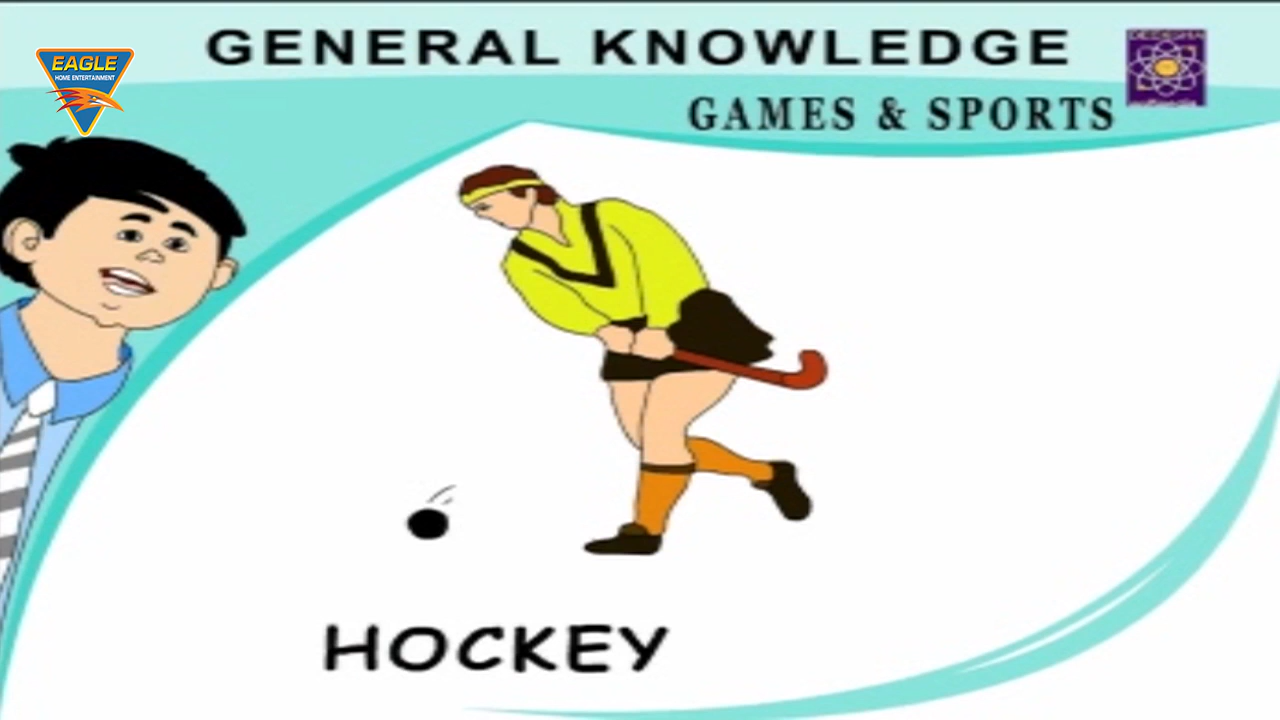 GENERAL KNOWLEDGE
EAGLE
HOME ENTERTAINMENT
GAMES & SPORTS
HOCKEY